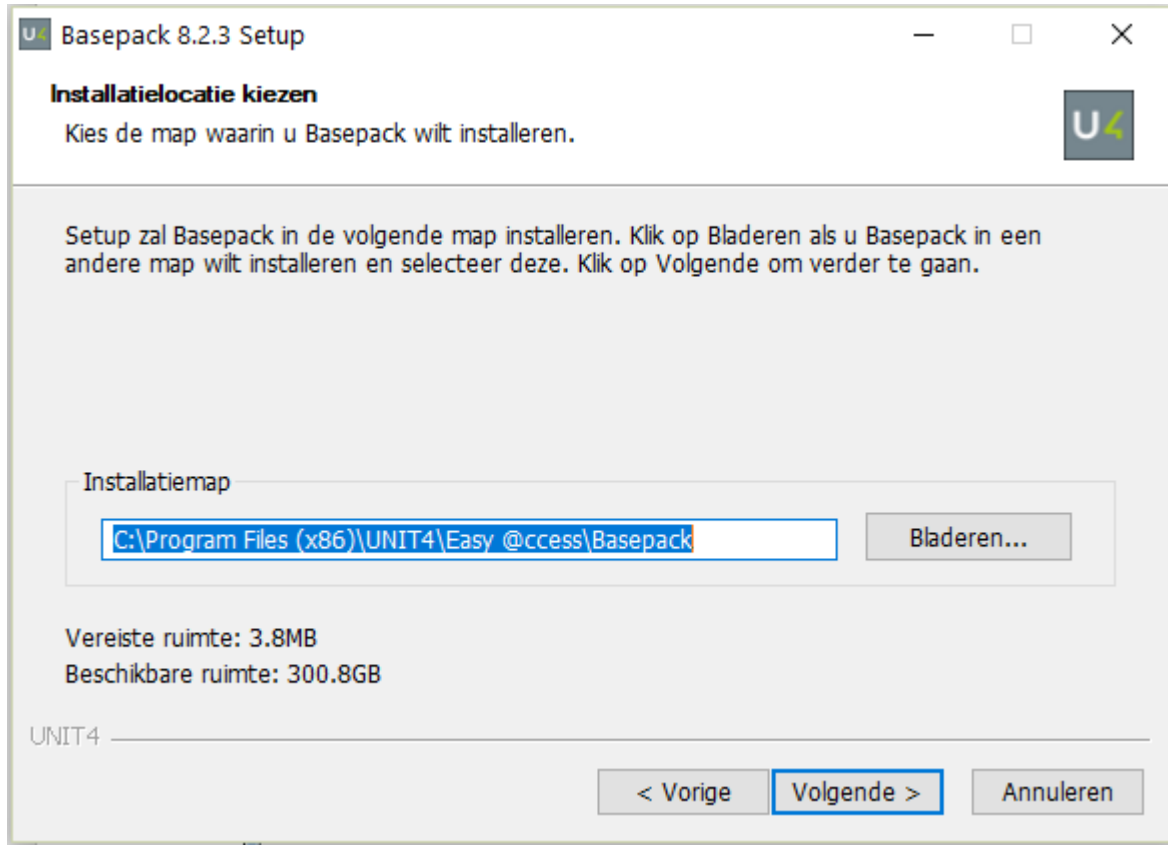 U4 Basepack 8.2.3 Setup
Installatielocatie kiezen
Kies de map waarin u Basepack wilt installeren.
U4
Setup zal Basepack in de volgende map installeren. Klik op Bladeren als u Basepack in een
andere map wilt installeren en selecteer deze. Klik op Volgende om verder te gaan.
Installatiemap
C:\Program Files (x86)\UNIT4\Easy @ccess\Basepack
Bladeren...
Vereiste ruimte: 3.8MB
Beschikbare ruimte: 300.8GB
UNIT4
< Vorige
Volgende >
Annuleren